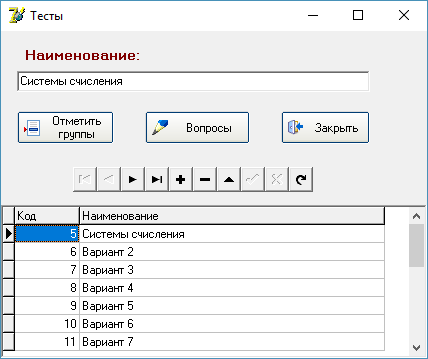 Тесты
Наименование:
Системы счисления
Отметить
группы
Вопросы
Закрыть
Код Наименование
5 Системы счисления
6 Вариант 2
7 Вариант 3
8 Вариант 4
9 Вариант 5
10 Вариант 6
11 Вариант 7